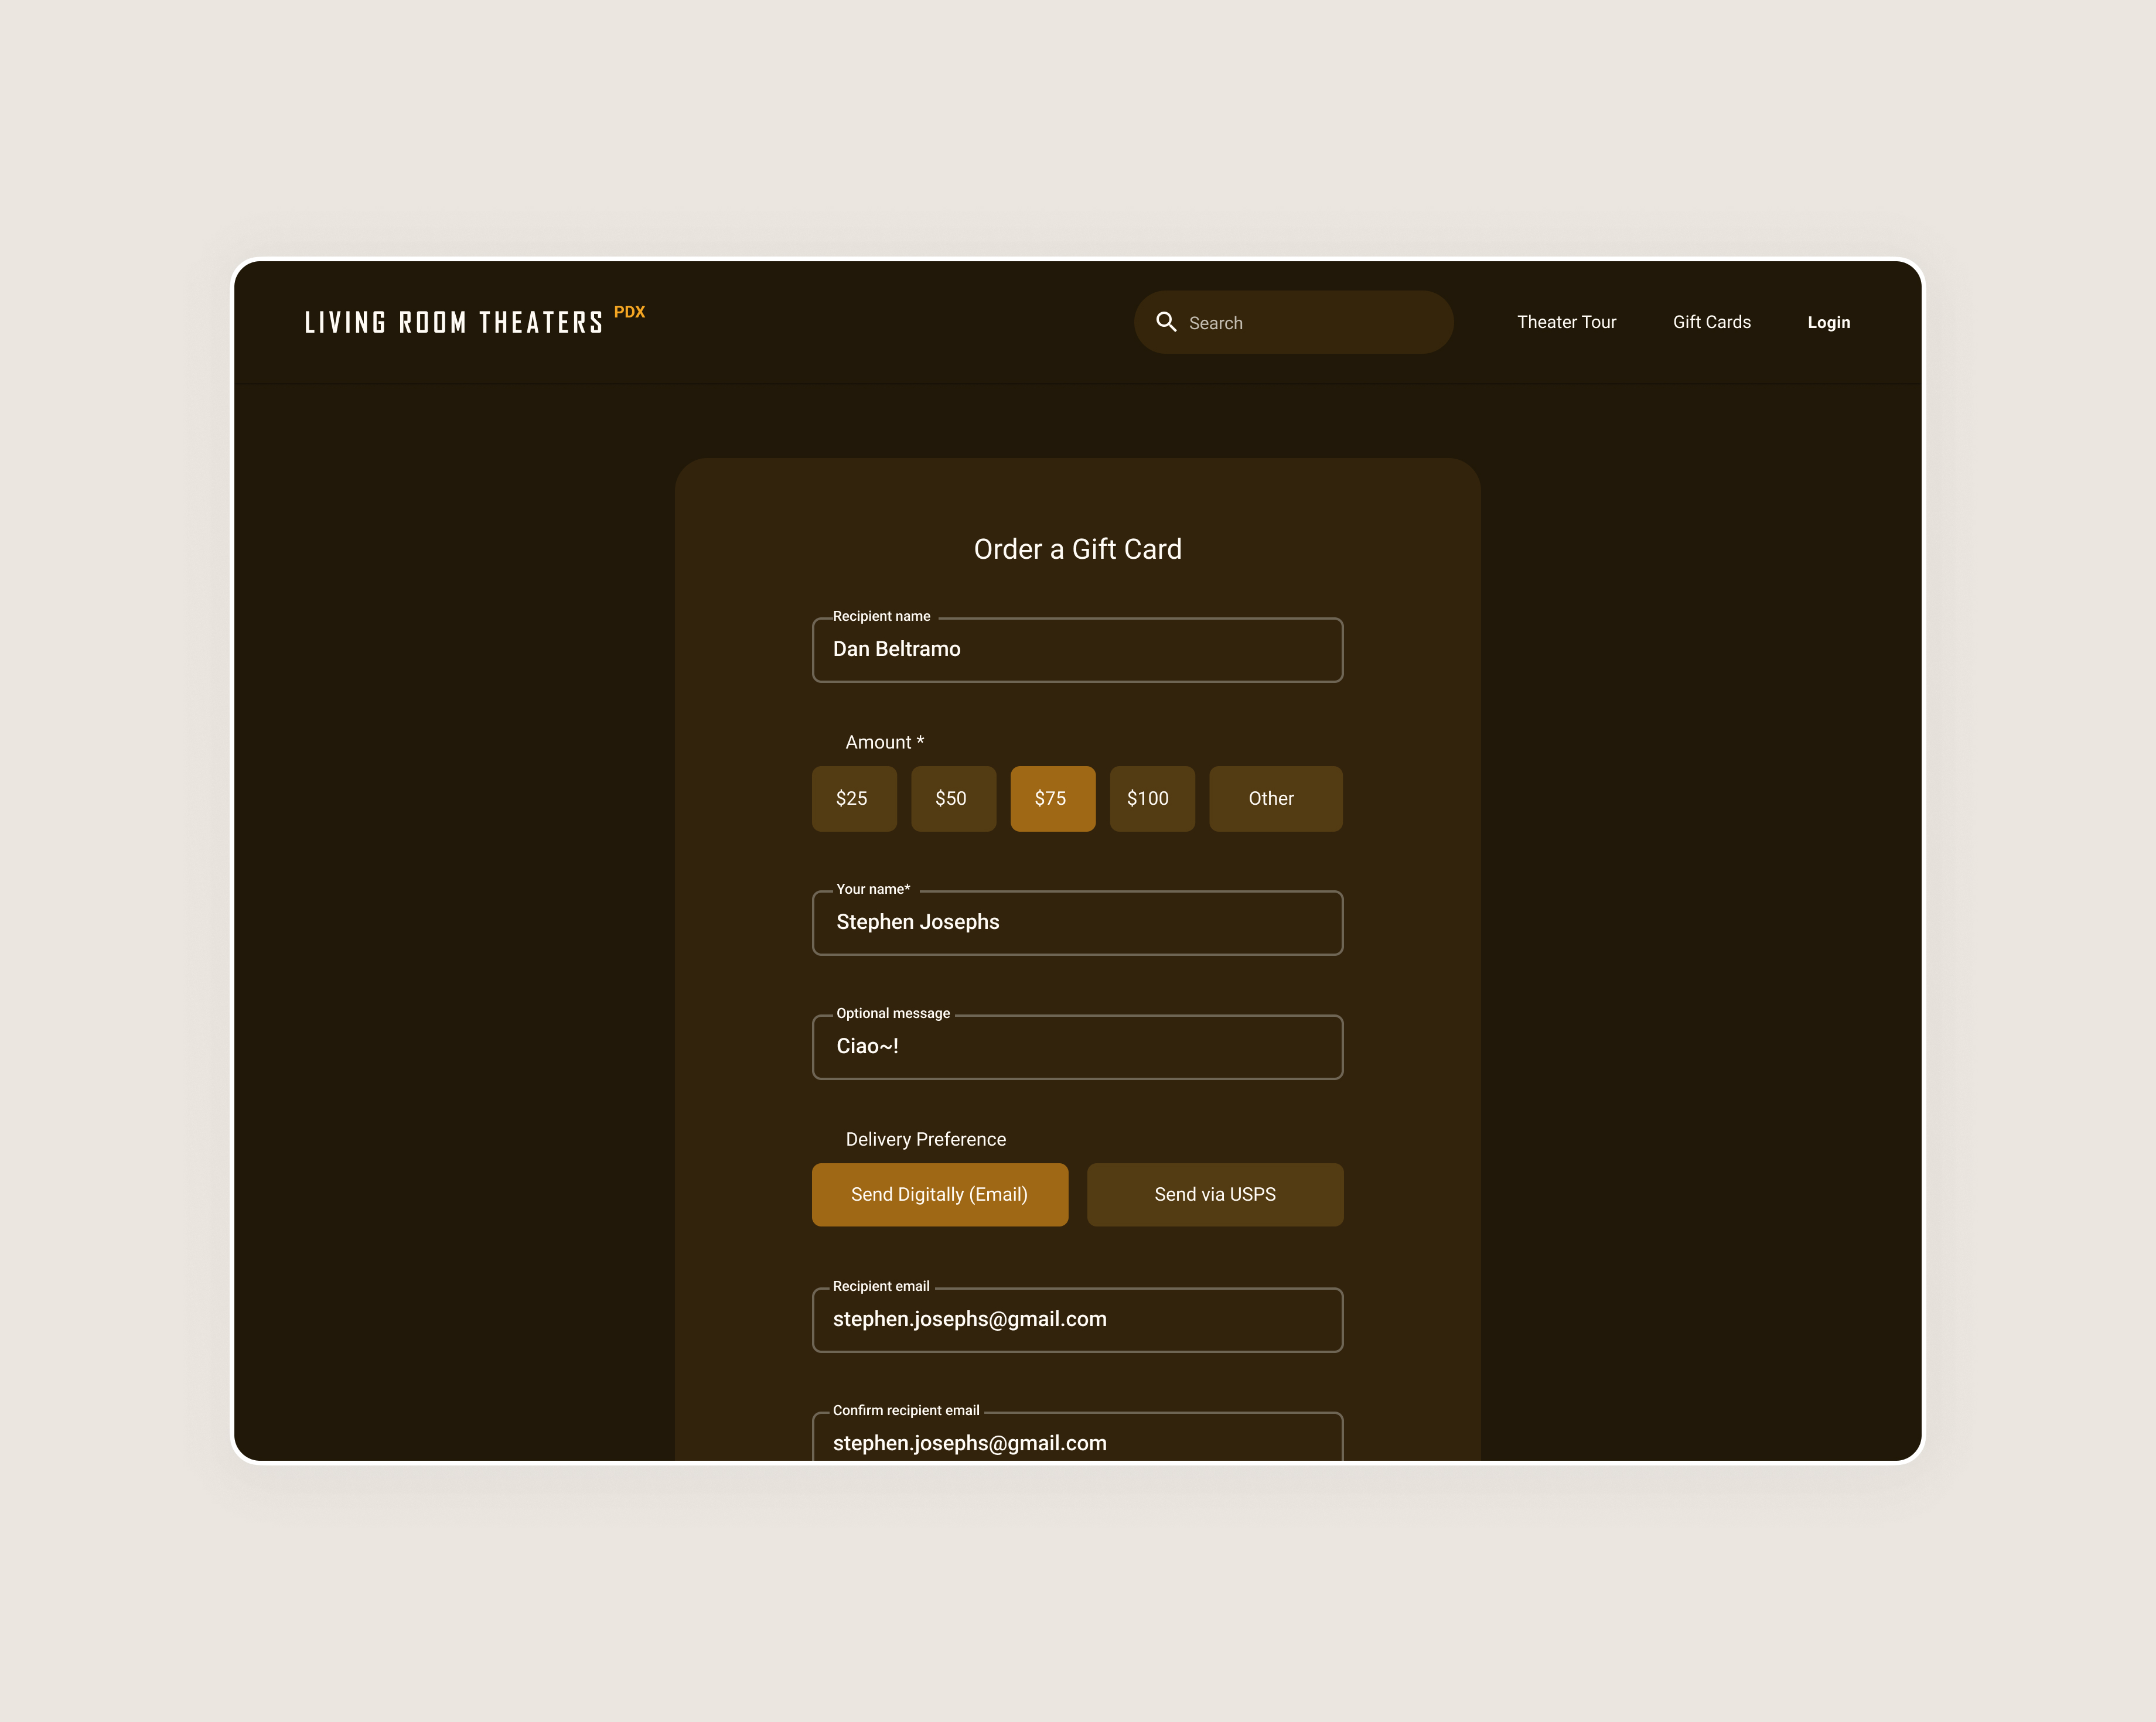 LIVING ROOM THEATERS PDX
Search
Theater Tour
Gift Cards
Login
Order a Gift Card
Recipient name
Dan Beltramo
Amount *
$25 $50 $75 $100 Other
Your name*
Stephen Josephs
Optional message
Ciao~!
Delivery Preference
Send Digitally (Email) Send via USPS
Recipient email
stephen.josephs@gmail.com
Confirm recipient email
stephen.josephs@gmail.com